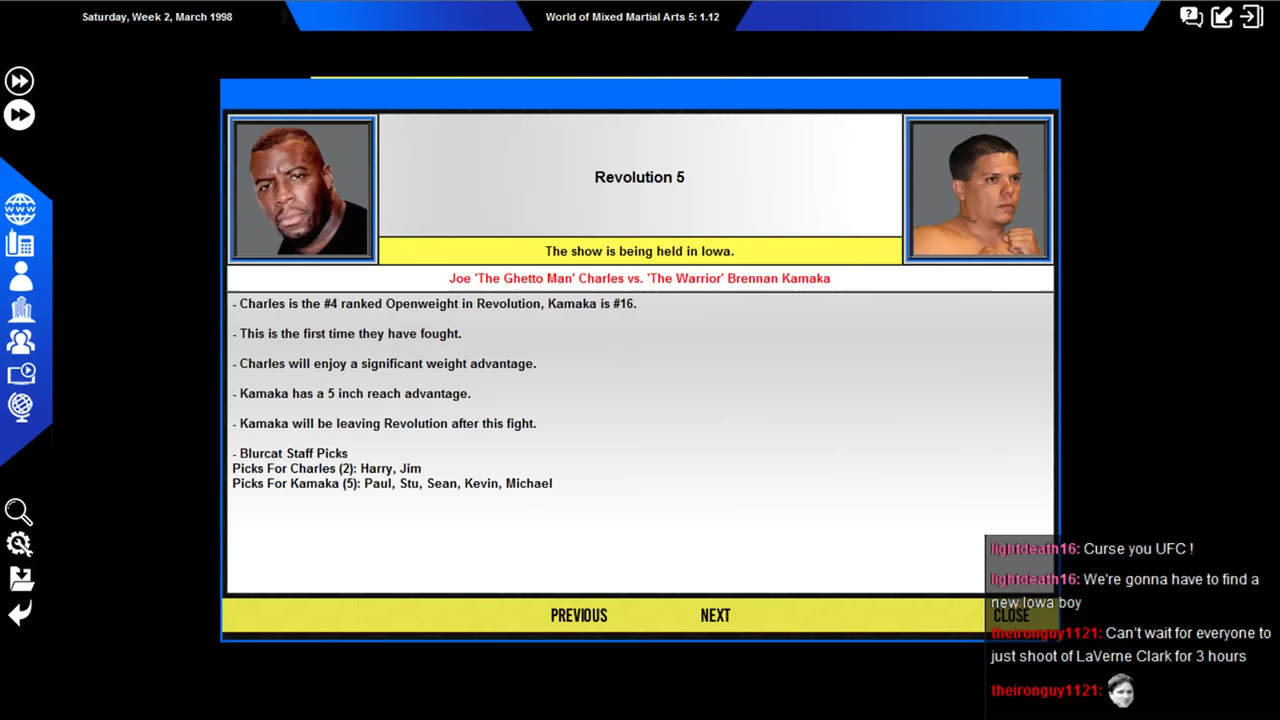 Saturday, Week 2, March 1998
World of Mixed Martial Arts 5: 1.12
Revolution 5
The show is being held in Iowa.
Joe 'The Ghetto Man' Charles vs. 'The Warrior' Brennan Kamaka
- Charles is the #4 ranked Openweight in Revolution, Kamaka is #16.
- This is the first time they have fought.
- Charles will enjoy a significant weight advantage.
- Kamaka has a 5 inch reach advantage.
- Kamaka will be leaving Revolution after this fight.
- Blurcat Staff Picks
Picks For Charles (2): Harry, Jim
Picks For Kamaka (5): Paul, Stu, Sean, Kevin, Michael
PREVIOUS
NEXT
CLOSE
lightdeath16: Curse you UFC !
lightdeath16: We're gonna have to find a
new Iowa boy
theironguy1121: Can't wait for everyone to
just shoot of LaVerne Clark for 3 hours
theironguy1121:
WWW